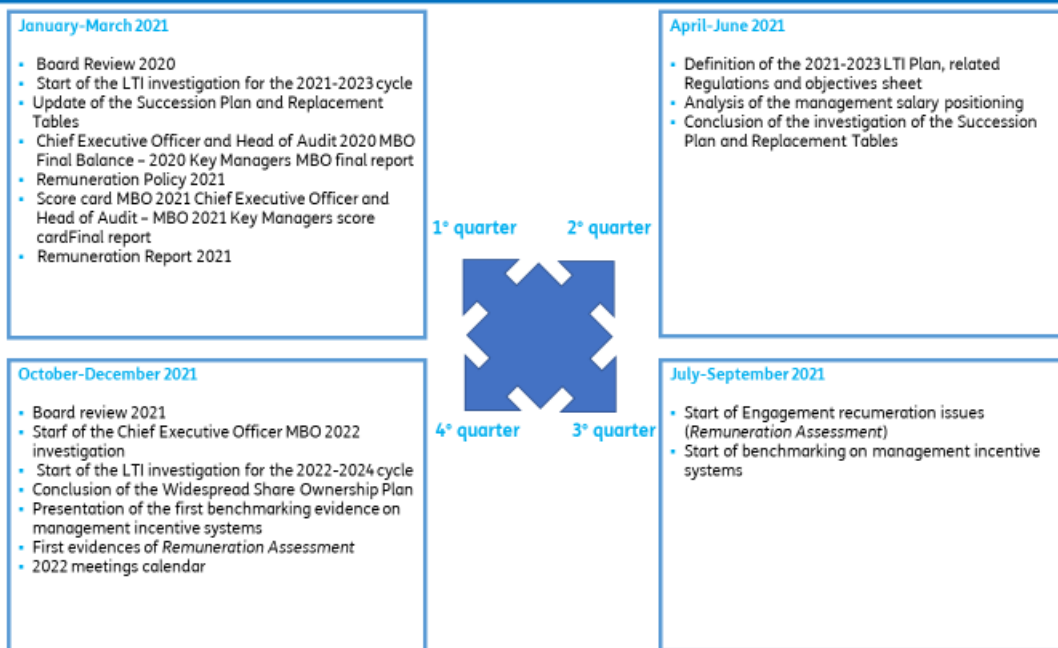 January-March 2021
• Board Review 2020
• Start of the LTI investigation for the 2021-2023 cycle
• Update of the Succession Plan and Replacement
Tables
• Chief Executive Officer and Head of Audit 2020 MBO
Final Balance – 2020 Key Managers MBO final report
• Remuneration Policy 2021
• Score card MBO 2021 Chief Executive Officer and
Head of Audit – MBO 2021 Key Managers score
cardFinal report
• Remuneration Report 2021
April-June 2021
• Definition of the 2021-2023 LTI Plan, related
Regulations and objectives sheet
• Analysis of the management salary positioning
• Conclusion of the investigation of the Succession
Plan and Replacement Tables
1° quarter
2° quarter
4° quarter
3° quarter
October-December 2021
• Board review 2021
• Starf of the Chief Executive Officer MBO 2022
investigation
• Start of the LTI investigation for the 2022-2024 cycle
• Conclusion of the Widespread Share Ownership Plan
• Presentation of the first benchmarking evidence on
management incentive systems
• First evidences of Remuneration Assessment
• 2022 meetings calendar
July-September 2021
• Start of Engagement recumeration issues
(Remuneration Assessment)
• Start of benchmarking on management incentive
systems